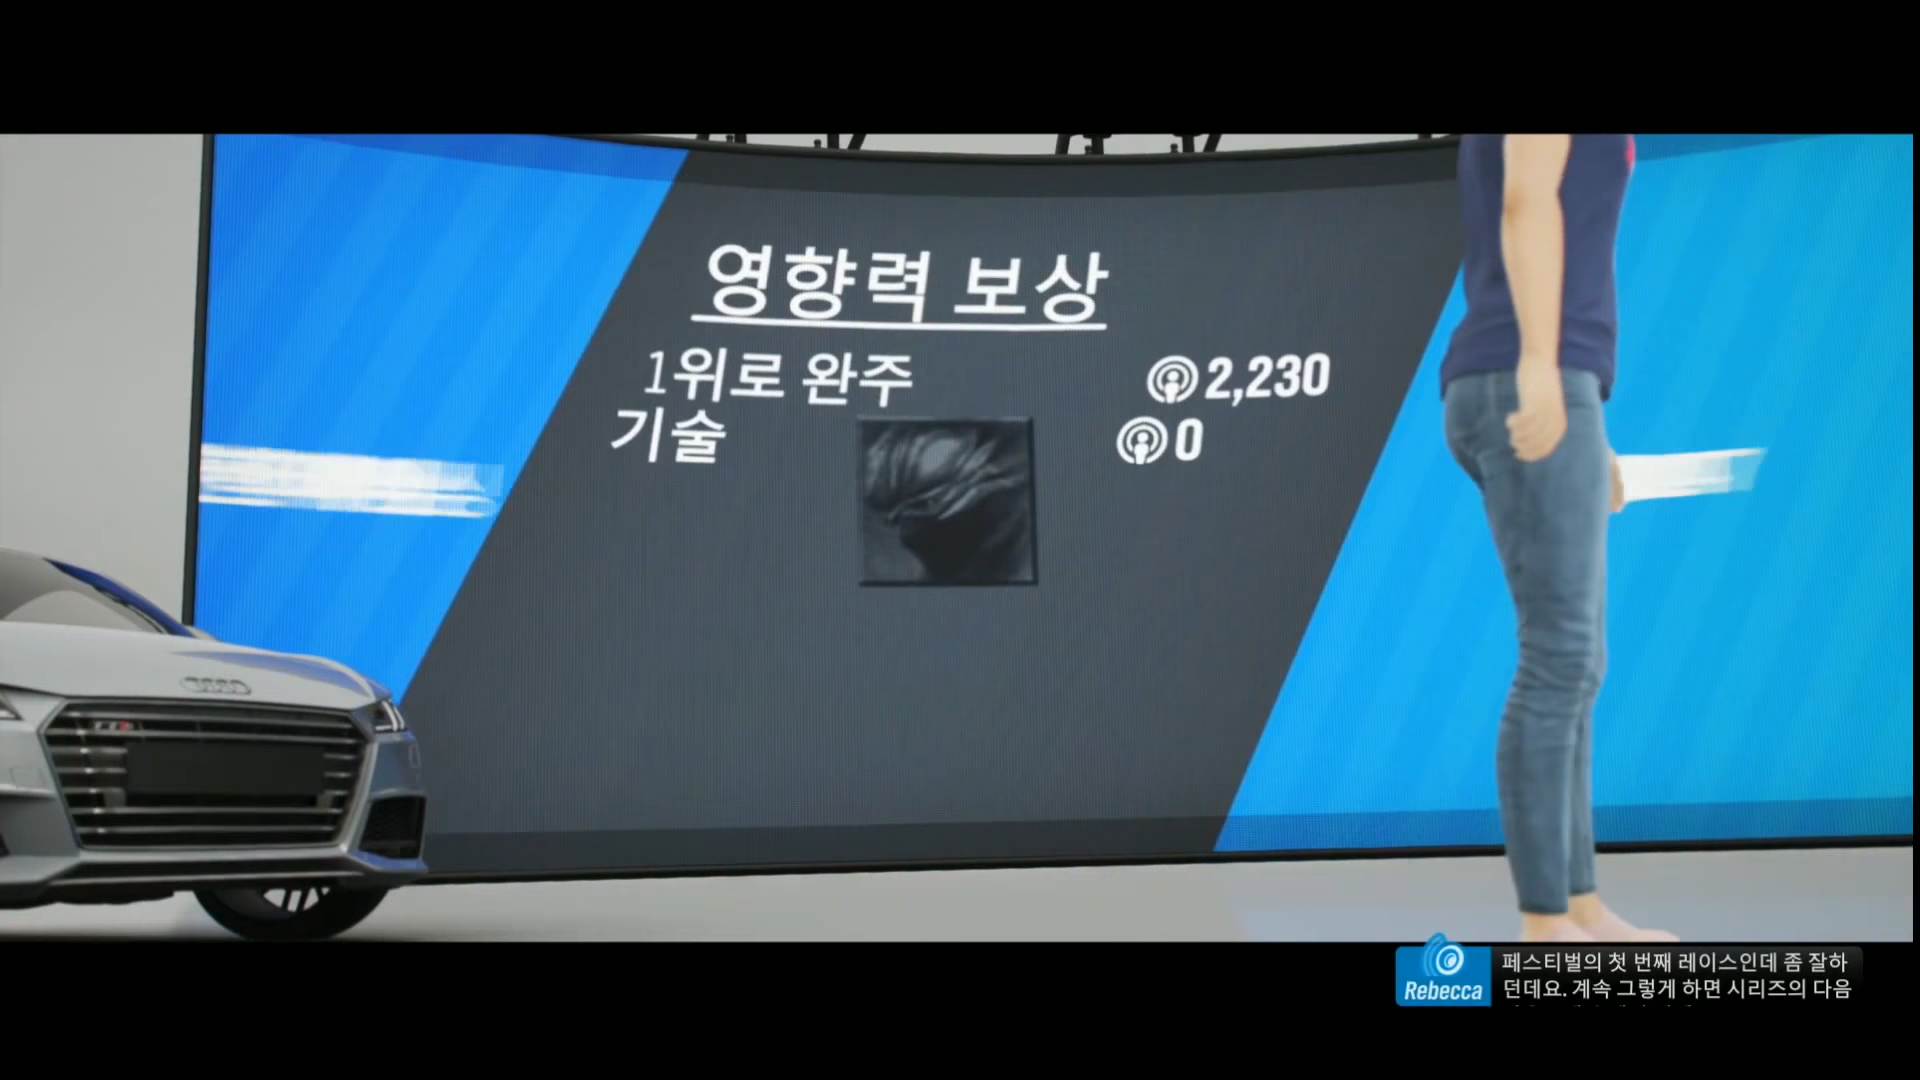 영향력 보상
1위로 완주
2,230
기술
0
Rebecca
페스티벌의 첫 번째 레이스인데 좀 잘하
던데요. 계속 그렇게 하면 시리즈의 다음